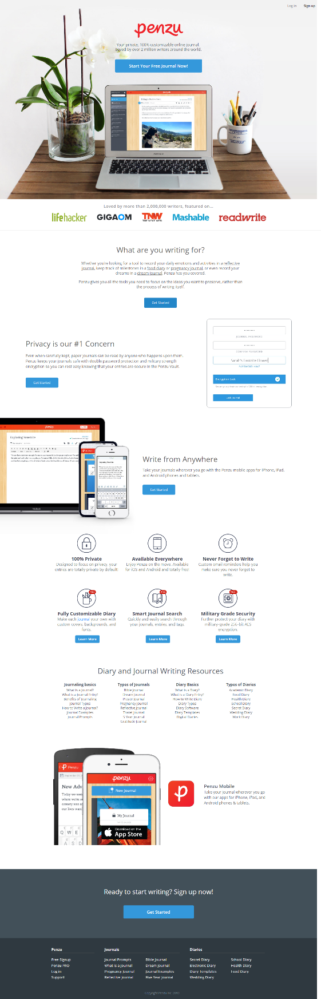 Log in
Sign up
penzu
Your private, 100% customizable online journal.
Loved by over 2 million writers around the world.
Start Your Free Journal Now!
Loved by more than 2,000,000 writers, featured on...
lifehacker
GIGAOM
TNW
THE NEXT WEB
Mashable
readwrite
What are you writing for?
Whether you're looking for a tool to record your daily emotions and activities in a reflective
journal, keep track of milestones in a food diary or pregnancy journal, or even record your
dreams in a dream journal, Penzu has you covered.
Penzu gives you all the tools you need to focus on the ideas you want to preserve, rather than
the process of writing itself.
Get Started
Privacy is our #1 Concern
Even when carefully kept, paper journals can be read by anyone who happens upon them.
Penzu keeps your journals safe with double password protection and military strength
encryption so you can rest easy knowing that your entries are secure in the Penzu Vault.
Get Started
JOURNAL PASSWORD
CONFIRM PASSWORD
Sarah's Favorite Flower
PASSWORD HINT
Encryption Lock
Lock Journal
penzu
Exploring Yosemite
Macbook
Write from Anywhere
Take your journals wherever you go with the Penzu mobile apps for iPhone, iPad,
and Android phones and tablets.
Get Started
100% Private
Designed to focus on privacy, your
entries are totally private by default!
Available Everywhere
Enjoy Penzu on the move. Available
for iOS and Android and totally free!
Never Forget to Write
Custom email reminders help you
make sure you never forget to
write.
PRO
Fully Customizable Diary
Make each journal your own with
custom covers, backgrounds, and
fonts.
Learn More
PRO
Smart Journal Search
Quickly and easily search through
your journals, entries, and tags.
Learn More
PRO+
Military Grade Security
Further protect your diary with
military-grade 256-bit AES
encryption.
Learn More
Diary and Journal Writing Resources
Journaling basics
What is a Journal?
What is a Journal Entry?
Benefits of Journaling
Journal Types
How to Write a Journal?
Journal Examples
Journal Prompts
Types of Journals
Bible Journal
Dream Journal
Prayer Journal
Pregnancy Journal
Reflective Journal
Travel Journal
5 Year Journal
Gratitude Journal
Diary Basics
What is a Diary?
What is a Diary Entry?
How to Write Diary
Diary Types
Diary Software
Diary Templates
Digital Diaries
Types of Diaries
Academic Diary
Food Diary
Health Diary
School Diary
Secret Diary
Wedding Diary
Work Diary
Penzu
New Adv
Today we wen
where we're s
scenery was a
our lives want
Q W E
A S D
penzu
New Journal
My Journal
Download on the
App Store
Penzu Mobile
Take your journal wherever you go
with our apps for iPhone, iPad, and
Android phones & tablets.
Ready to start writing? Sign up now!
Get Started
Penzu
Free Signup
Penzu PRO
Log in
Support
Journals
Journal Prompts
What is a Journal
Pregnancy Journal
Reflective Journal
Bible Journal
Dream Journal
Journal Examples
Five Year Journal
Diaries
Secret Diary
Electronic Diary
Diary Templates
Wedding Diary
School Diary
Health Diary
Food Diary